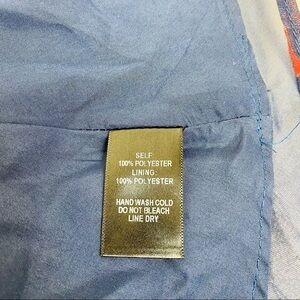 SELF
100% POLYESTER
LINING:
100% POLYESTER
HAND WASH COLD
DO NOT BLEACH
LINE DRY